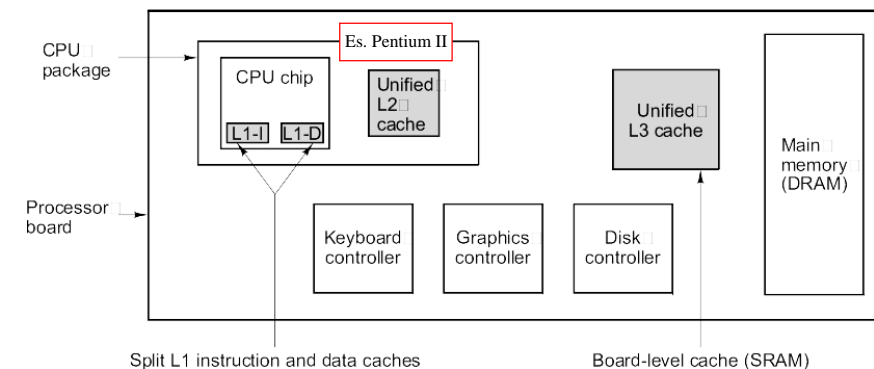 Es. Pentium II
CPU
package
CPU chip
L1-I
L1-D
Unified
L2
cache
Unified
L3 cache
Main
memory
(DRAM)
Processor
board
Keyboard
controller
Graphics
controller
Disk
controller
Split L1 instruction and data caches
Board-level cache (SRAM)